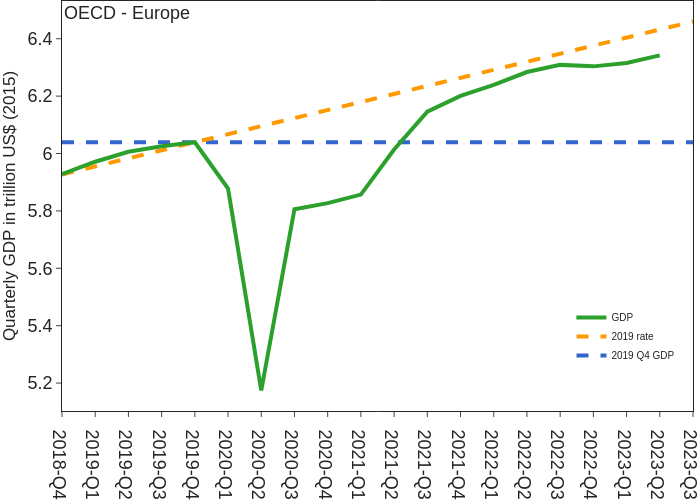 OECD - Europe
Quarterly GDP in trillion US$ (2015)
6.4
6.2
6
5.8
5.6
5.4
5.2
GDP
2019 rate
2019 Q4 GDP
2018-Q4
2019-Q1
2019-Q2
2019-Q3
2019-Q4
2020-Q1
2020-Q2
2020-Q3
2020-Q4
2021-Q1
2021-Q2
2021-Q3
2021-Q4
2022-Q1
2022-Q2
2022-Q3
2022-Q4
2023-Q1
2023-Q2
2023-Q3